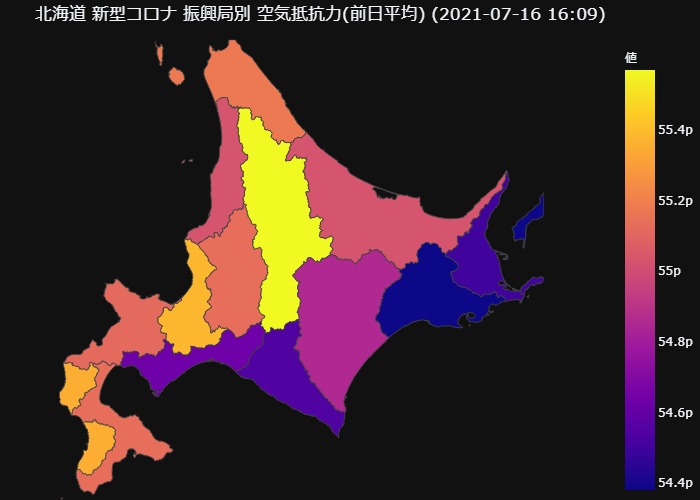 北海道 新型コロナ 振興局別 空気抵抗力(前日平均) (2021-07-16 16:09)
値
55.4p
55.2p
55p
54.8p
54.6p
54.4p